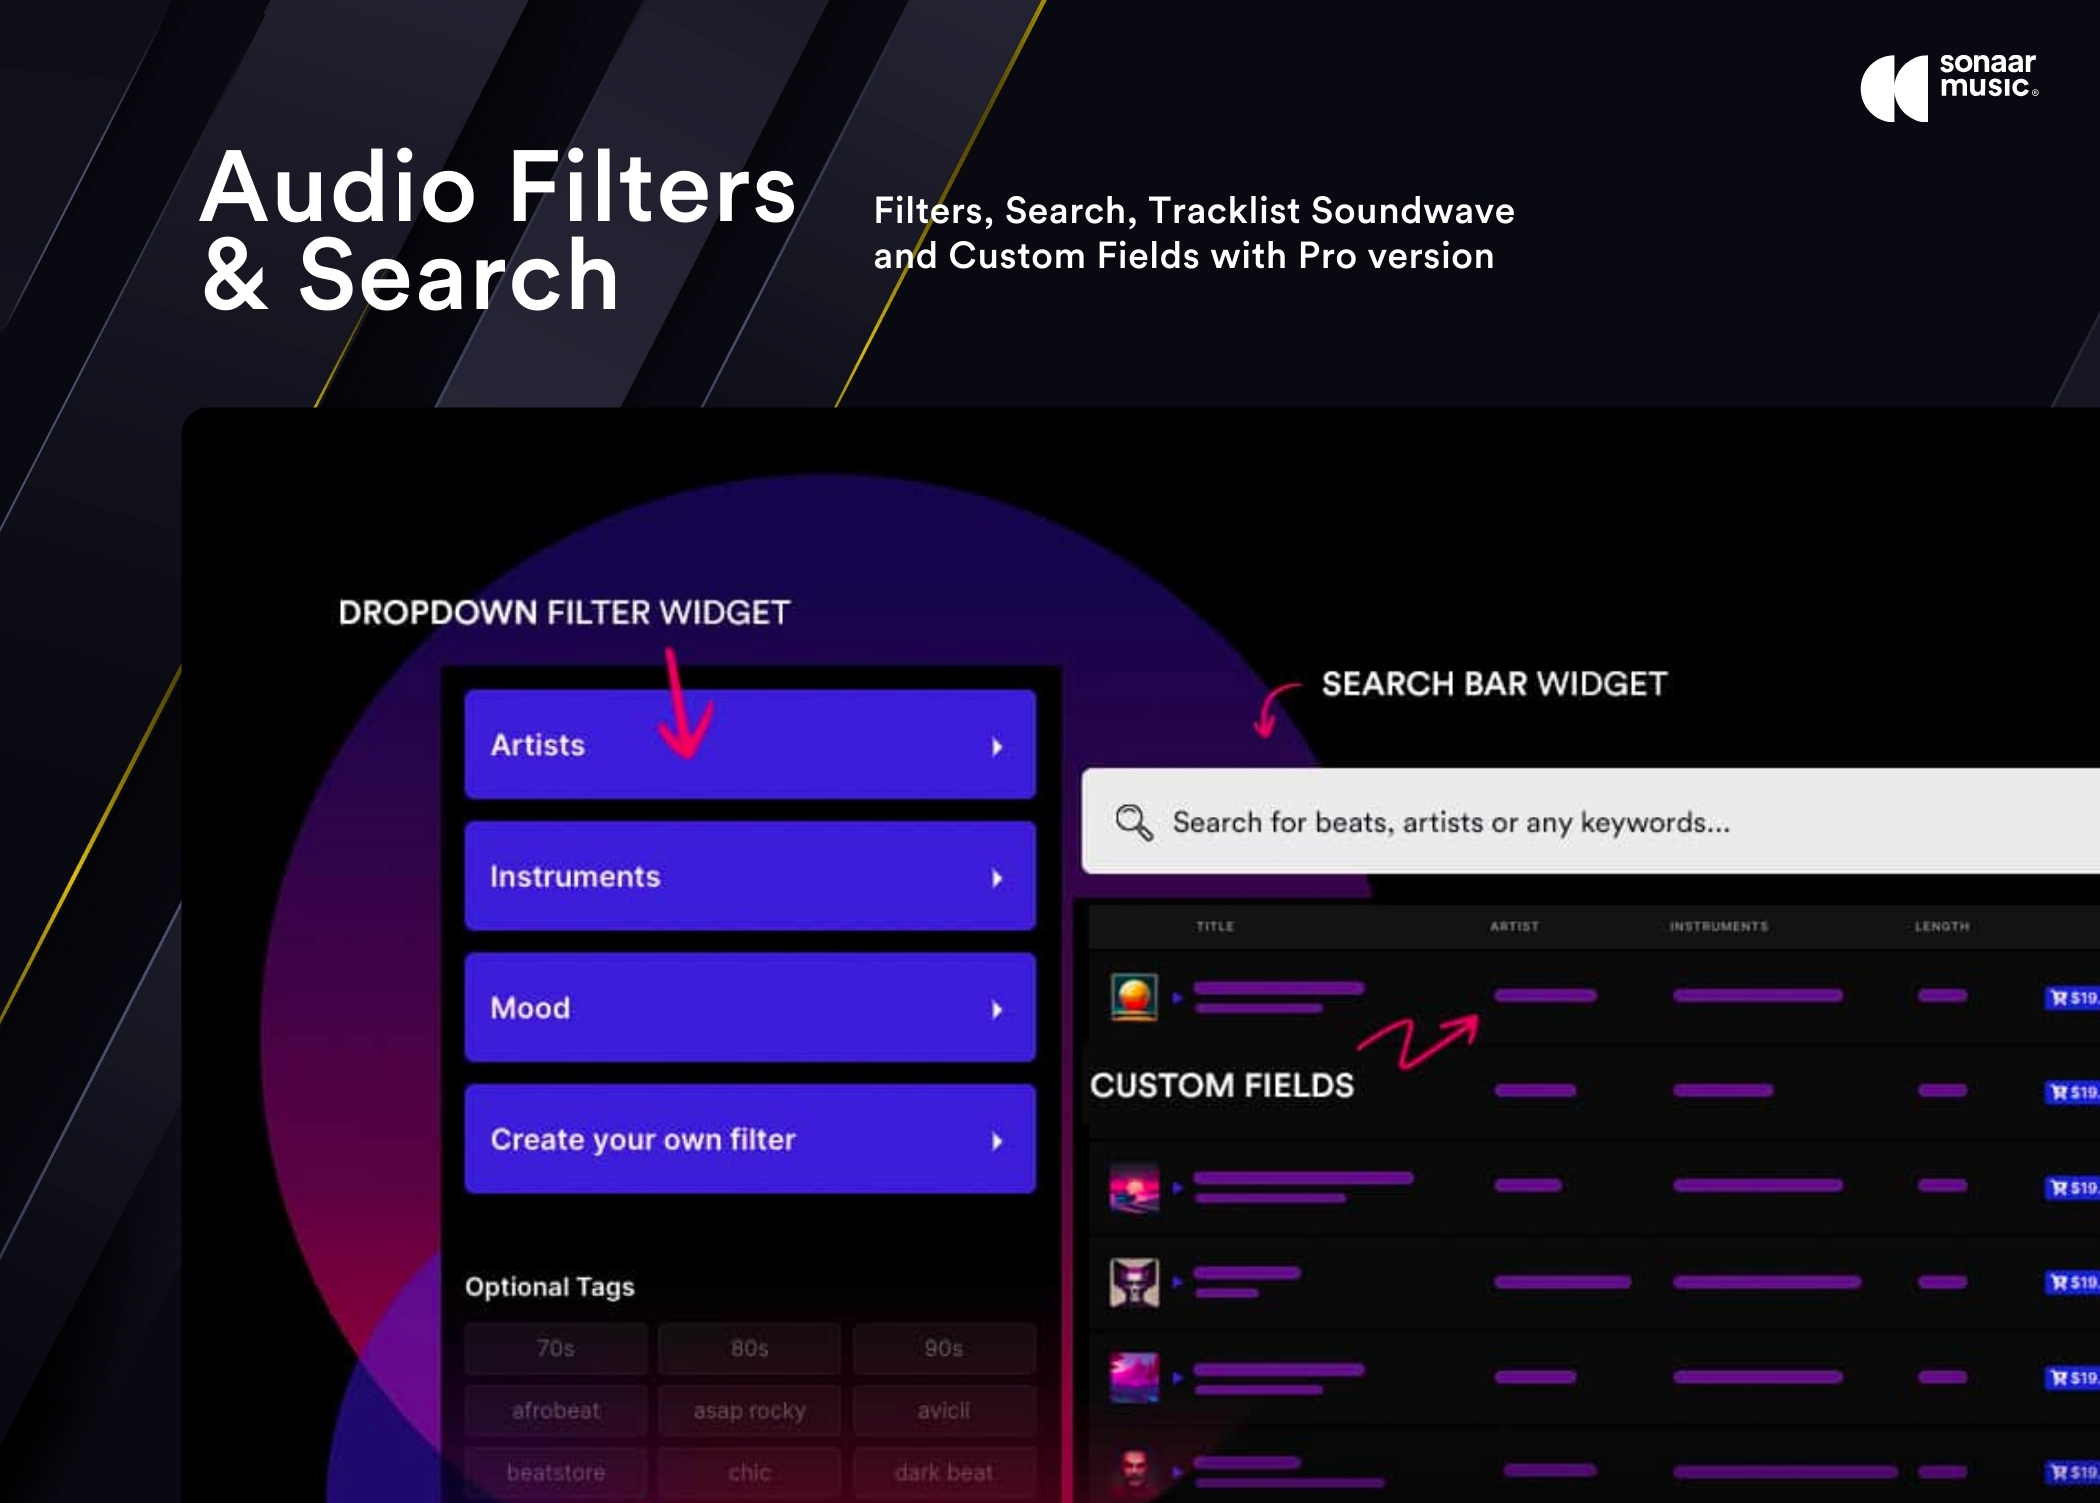 sonaar
music®
Audio Filters
& Search
Filters, Search, Tracklist Soundwave
and Custom Fields with Pro version
DROPDOWN FILTER WIDGET
SEARCH BAR WIDGET
Artists
Instruments
Mood
Create your own filter
Search for beats, artists or any keywords...
TITLE ARTIST INSTRUMENTS LENGTH
$19.
CUSTOM FIELDS
$19.
$19.
$19.
$19.
$19.
Optional Tags
70s 80s 90s
afrobeat asap rocky avicii
beatstore chic dark beat